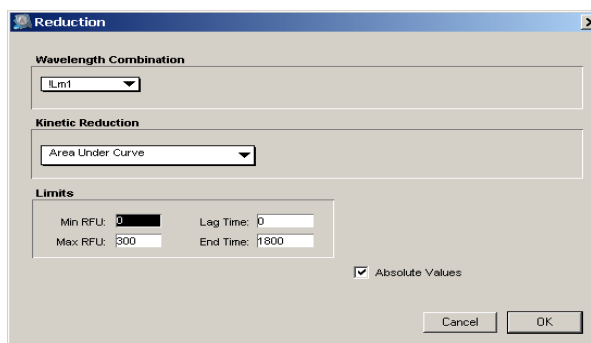 Reduction
Wavelength Combination
!Lm1
Kinetic Reduction
Area Under Curve
Limits
Min RFU: 0 Lag Time: 0
Max RFU: 300 End Time: 1800
Absolute Values
Cancel OK